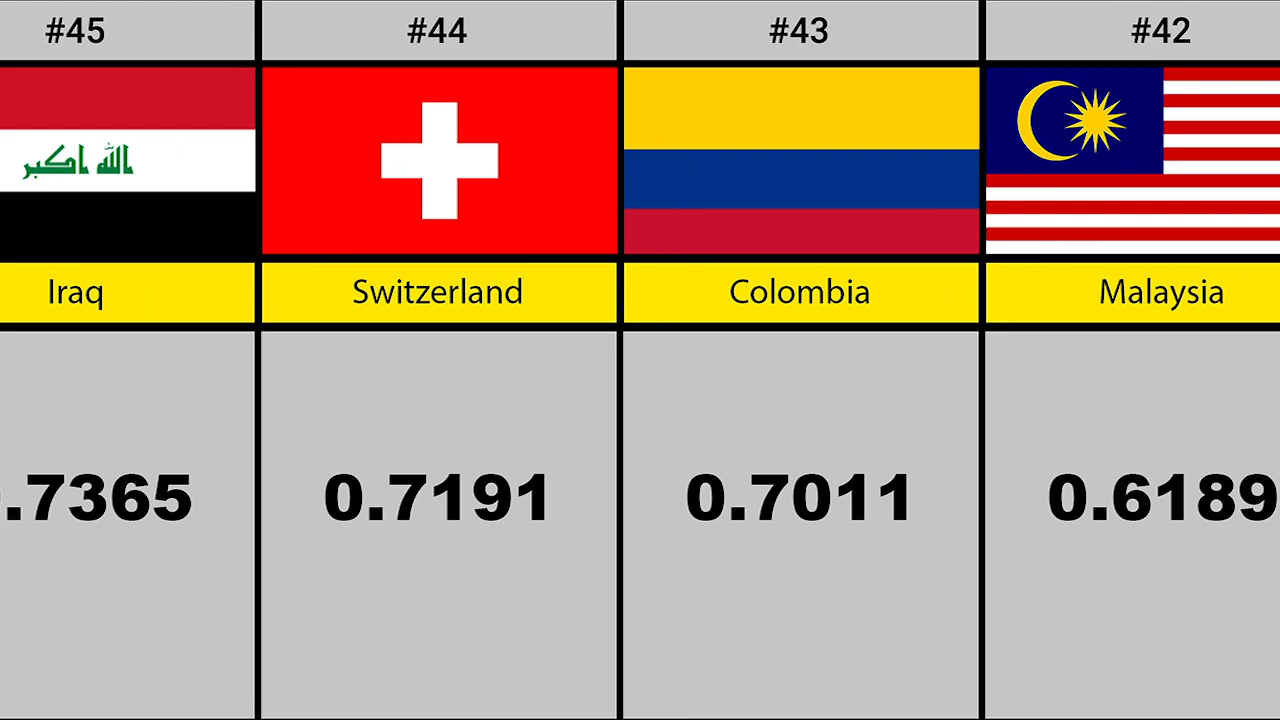 #45
#44
#43
#42
الله اكبر
Iraq
Switzerland
Colombia
Malaysia
.7365
0.7191
0.7011
0.6189